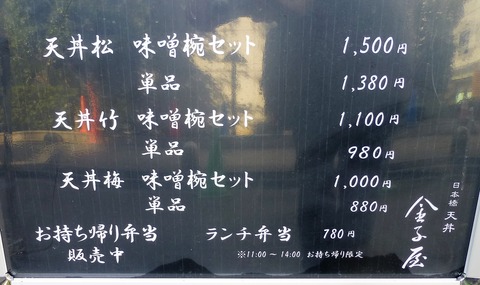 天丼松 味噌椀セット 1,500円
単品 1,380円
天丼竹 味噌椀セット 1,100円
単品 980円
天丼梅 味噌椀セット 1,000円
単品 880円
お持ち帰り弁当 ランチ弁当 780円
販売中 ※11:00～14:00 お持ち帰り限定
日本橋 天丼
金子屋